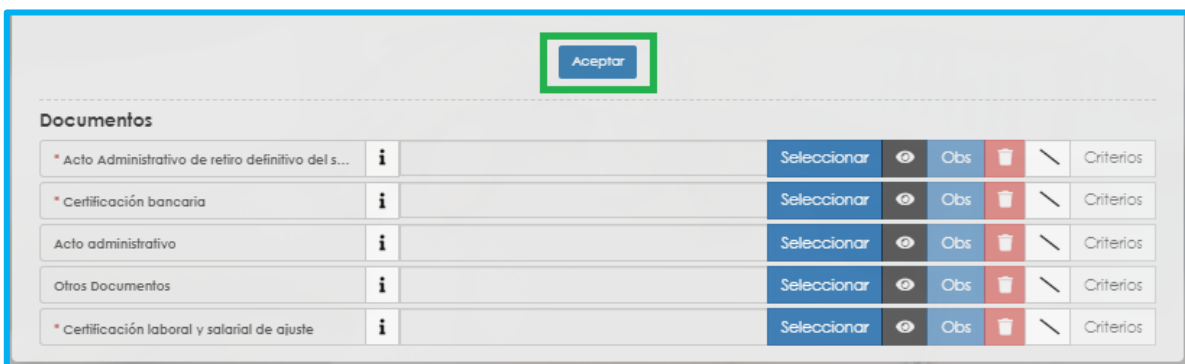 Aceptar
Documentos
* Acto Administrativo de retiro definitivo del s... i Seleccionar Obs Criterios
* Certificación bancaria i Seleccionar Obs Criterios
Acto administrativo i Seleccionar Obs Criterios
Otros Documentos i Seleccionar Obs Criterios
* Certificación laboral y salarial de ajuste i Seleccionar Obs Criterios